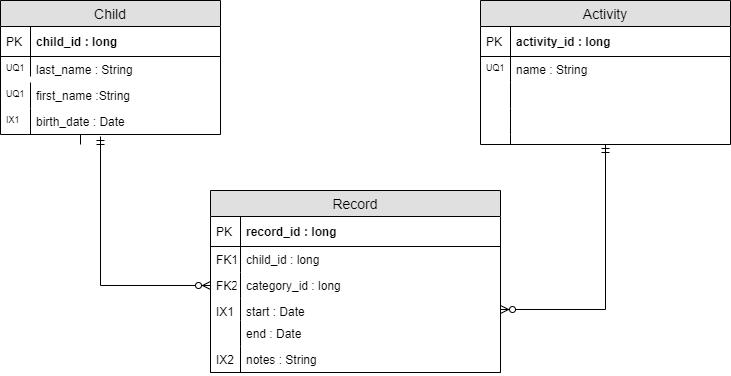 Child
PK child_id : long
UQ1 last_name : String
UQ1 first_name :String
IX1 birth_date : Date
Activity
PK activity_id : long
UQ1 name : String
Record
PK record_id : long
FK1 child_id : long
FK2 category_id : long
IX1 start : Date
end : Date
IX2 notes : String